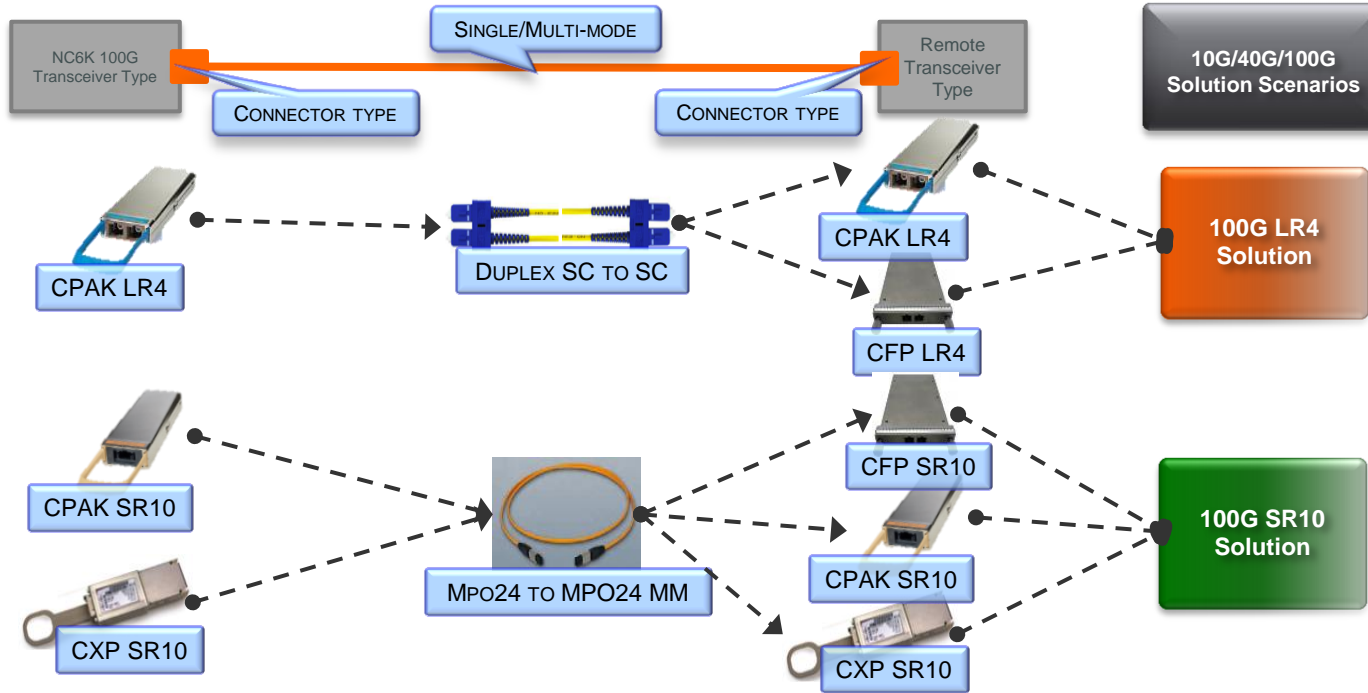 SINGLE/MULTI-MODE
NC6K 100G
Transceiver Type
Remote
Transceiver
Type
10G/40G/100G
Solution Scenarios
CONNECTOR TYPE
CONNECTOR TYPE
CPAK LR4
DUPLEX SC TO SC
CPAK LR4
CFP LR4
100G LR4
Solution
CPAK SR10
CXP SR10
MPO24 TO MPO24 MM
CFP SR10
CPAK SR10
CXP SR10
100G SR10
Solution